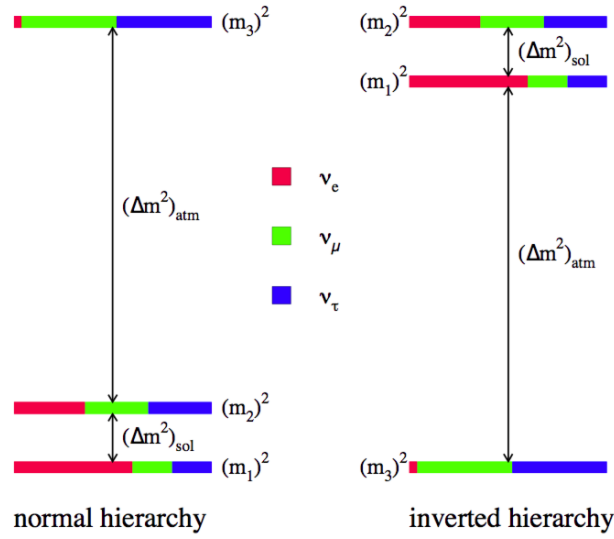 (m₃)²
(Δm²)atm
(m₂)²
(Δm²)sol
(m₁)²
normal hierarchy
νe
νμ
ντ
(m₂)²
(Δm²)sol
(m₁)²
(Δm²)atm
(m₃)²
inverted hierarchy